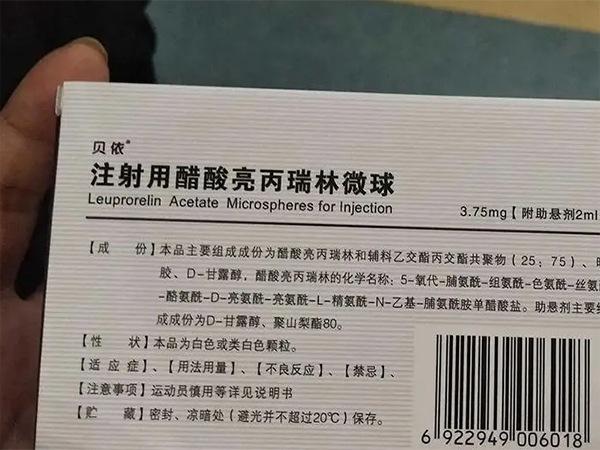 贝依®
注射用醋酸亮丙瑞林微球
Leuprorelin Acetate Microspheres for Injection
3.75mg【附助悬剂2ml
【成 份】本品主要组成成份为醋酸亮丙瑞林和辅料乙交酯丙交酯共聚物（25：75）、
胶、D-甘露醇，醋酸亮丙瑞林的化学名称：5-氧代-脯氨酰-组氨酰-色氨酰-丝氨
-酪氨酰-D-亮氨酰-亮氨酰-L-精氨酰-N-乙基-脯氨酰胺单醋酸盐。助悬剂主要组
成成份为D-甘露醇、聚山梨酯80。
【性 状】本品为白色或类白色颗粒。
【适应症】、【用法用量】、【不良反应】、【禁忌】、
【注意事项】运动员慎用等详见说明书
【贮 藏】密封、凉暗处（避光并不超过20℃）保存。
6 922949 006018